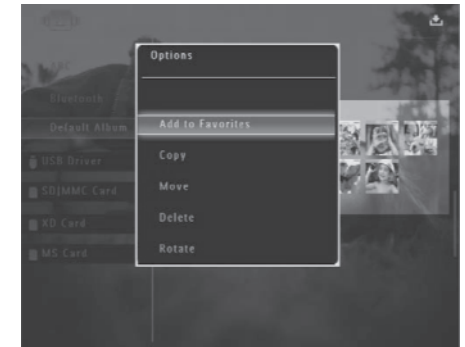 Options
Bluetooth
Default Album
USB Driver
SD|MMC Card
XD Card
MS Card
Add to Favorites
Copy
Move
Delete
Rotate